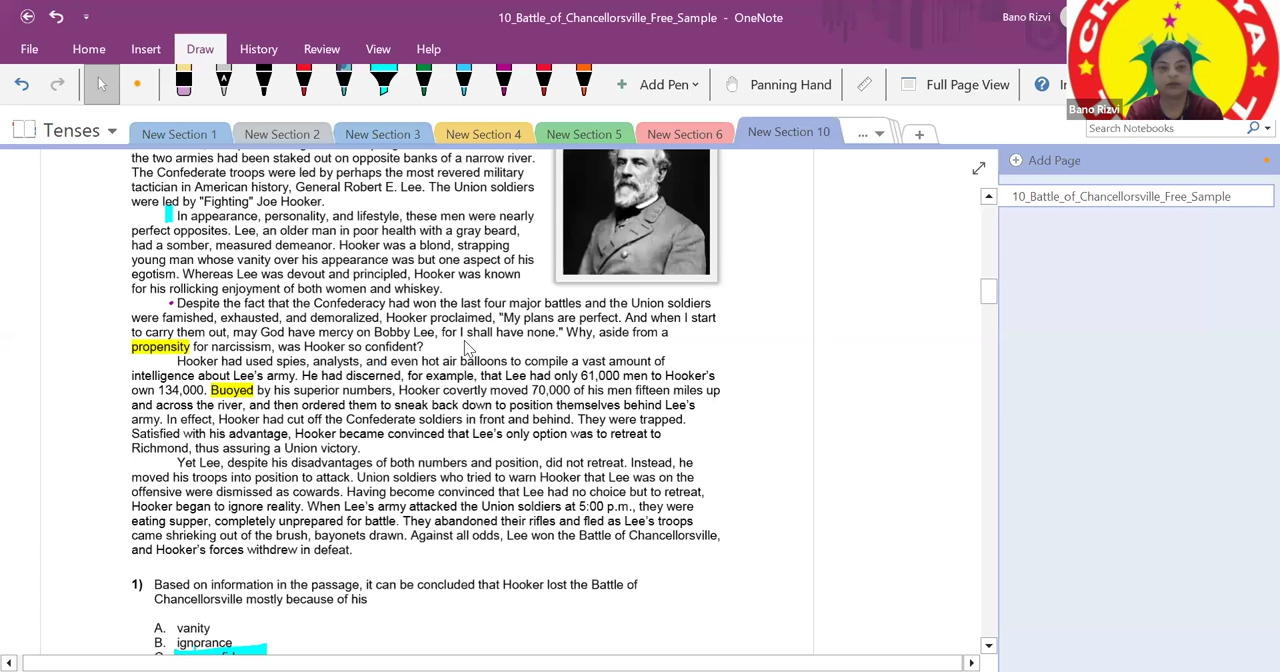 10_Battle_of_Chancellorsville_Free_Sample - OneNote
Bano Rizvi
File Home Insert Draw History Review View Help
Add Pen
Panning Hand
Full Page View
Bano Rizvi
Search Notebooks
Tenses
New Section 1 New Section 2 New Section 3 New Section 4 New Section 5 New Section 6 New Section 10 ...
Add Page
10_Battle_of_Chancellorsville_Free_Sample
the two armies had been staked out on opposite banks of a narrow river.
The Confederate troops were led by perhaps the most revered military
tactician in American history, General Robert E. Lee. The Union soldiers
were led by "Fighting" Joe Hooker.
In appearance, personality, and lifestyle, these men were nearly
perfect opposites. Lee, an older man in poor health with a gray beard,
had a somber, measured demeanor. Hooker was a blond, strapping
young man whose vanity over his appearance was but one aspect of his
egotism. Whereas Lee was devout and principled, Hooker was known
for his rollicking enjoyment of both women and whiskey.
Despite the fact that the Confederacy had won the last four major battles and the Union soldiers
were famished, exhausted, and demoralized, Hooker proclaimed, "My plans are perfect. And when I start
to carry them out, may God have mercy on Bobby Lee, for I shall have none." Why, aside from a
propensity for narcissism, was Hooker so confident?
Hooker had used spies, analysts, and even hot air balloons to compile a vast amount of
intelligence about Lee's army. He had discerned, for example, that Lee had only 61,000 men to Hooker's
own 134,000. Buoyed by his superior numbers, Hooker covertly moved 70,000 of his men fifteen miles up
and across the river, and then ordered them to sneak back down to position themselves behind Lee's
army. In effect, Hooker had cut off the Confederate soldiers in front and behind. They were trapped.
Satisfied with his advantage, Hooker became convinced that Lee's only option was to retreat to
Richmond, thus assuring a Union victory.
Yet Lee, despite his disadvantages of both numbers and position, did not retreat. Instead, he
moved his troops into position to attack. Union soldiers who tried to warn Hooker that Lee was on the
offensive were dismissed as cowards. Having become convinced that Lee had no choice but to retreat,
Hooker began to ignore reality. When Lee's army attacked the Union soldiers at 5:00 p.m., they were
eating supper, completely unprepared for battle. They abandoned their rifles and fled as Lee's troops
came shrieking out of the brush, bayonets drawn. Against all odds, Lee won the Battle of Chancellorsville,
and Hooker's forces withdrew in defeat.
1) Based on information in the passage, it can be concluded that Hooker lost the Battle of
Chancellorsville mostly because of his
A. vanity
B. ignprance